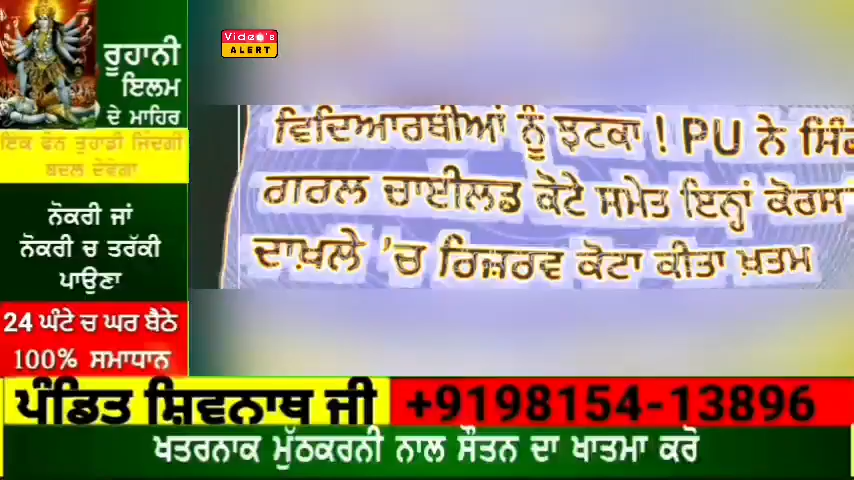 Video's
ALERT
ਰੂਹਾਨੀ
ਇਲਮ
ਦੇ ਮਾਹਿਰ
ਇਕ ਫੋਨ ਤੁਹਾਡੀ ਜਿੰਦਗੀ
ਬਦਲ ਦੇਵੇਗਾ
ਨੋਕਰੀ ਜਾਂ
ਨੋਕਰੀ ਚ ਤਰੱਕੀ
ਪਾਉਣਾ
24 ਘੰਟੇ ਚ ਘਰ ਬੈਠੇ
100% ਸਮਾਧਾਨ
ਵਿਦਿਆਰਥੀਆਂ ਨੂੰ ਝਟਕਾ ! PU ਨੇ
ਗਰਲ ਚਾਈਲਡ ਕੋਟੇ ਸਮੇਤ ਇਨ੍ਹਾਂ ਕੋਰਸ
ਦਾਖ਼ਲੇ 'ਚ ਰਿਜ਼ਰਵ ਕੋਟਾ ਕੀਤਾ ਖ਼ਤਮ
ਪੰਡਿਤ ਸ਼ਿਵਨਾਥ ਜੀ +9198154-13896
ਖਤਰਨਾਕ ਮੁੱਠਕਰਨੀ ਨਾਲ ਸੌਤਨ ਦਾ ਖਾਤਮਾ ਕਰੋ